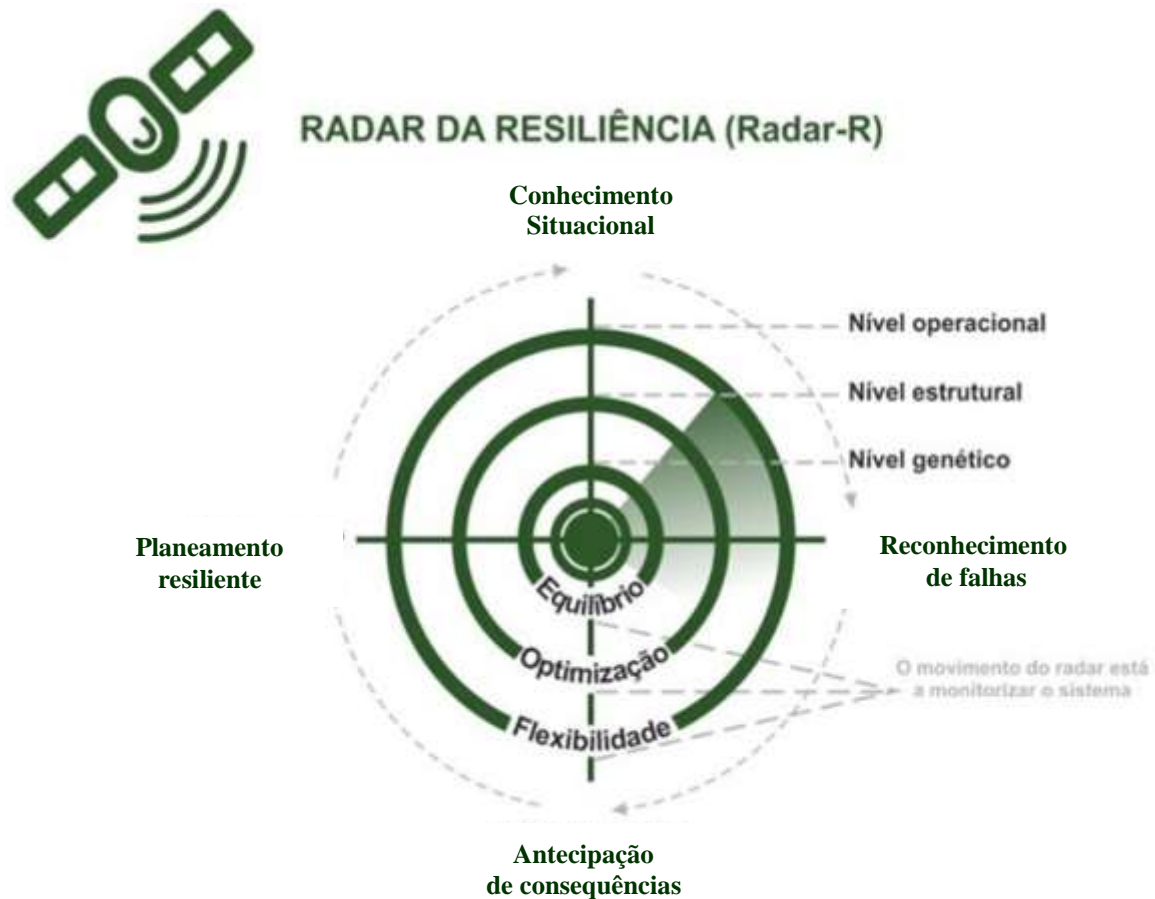 RADAR DA RESILIÊNCIA (Radar-R)
Conhecimento
Situacional
Nível operacional
Nível estrutural
Nível genético
Planeamento
resiliente
Reconhecimento
de falhas
Equilíbrio
Optimização
Flexibilidade
O movimento do radar está
a monitorizar o sistema
Antecipação
de consequências